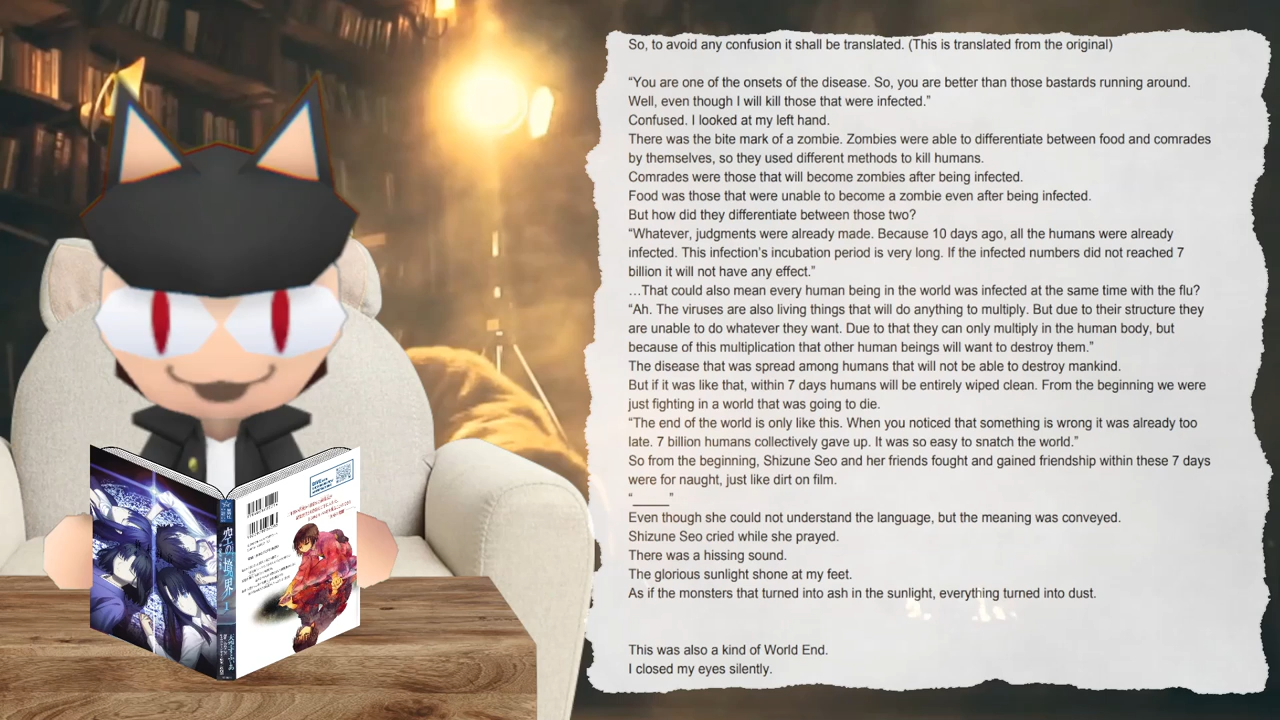 So, to avoid any confusion it shall be translated. (This is translated from the original)
“You are one of the onsets of the disease. So, you are better than those bastards running around.
Well, even though I will kill those that were infected.”
Confused. I looked at my left hand.
There was the bite mark of a zombie. Zombies were able to differentiate between food and comrades
by themselves, so they used different methods to kill humans.
Comrades were those that will become zombies after being infected.
Food was those that were unable to become a zombie even after being infected.
But how did they differentiate between those two?
“Whatever, judgments were already made. Because 10 days ago, all the humans were already
infected. This infection’s incubation period is very long. If the infected numbers did not reached 7
billion it will not have any effect.”
…That could also mean every human being in the world was infected at the same time with the flu?
“Ah. The viruses are also living things that will do anything to multiply. But due to their structure they
are unable to do whatever they want. Due to that they can only multiply in the human body, but
because of this multiplication that other human beings will want to destroy them.”
The disease that was spread among humans that will not be able to destroy mankind.
But if it was like that, within 7 days humans will be entirely wiped clean. From the beginning we were
just fighting in a world that was going to die.
“The end of the world is only like this. When you noticed that something is wrong it was already too
late. 7 billion humans collectively gave up. It was so easy to snatch the world.”
So from the beginning, Shizune Seo and her friends fought and gained friendship within these 7 days
were for naught, just like dirt on film.
“_____”
Even though she could not understand the language, but the meaning was conveyed.
Shizune Seo cried while she prayed.
There was a hissing sound.
The glorious sunlight shone at my feet.
As if the monsters that turned into ash in the sunlight, everything turned into dust.
This was also a kind of World End.
I closed my eyes silently.
空の境界